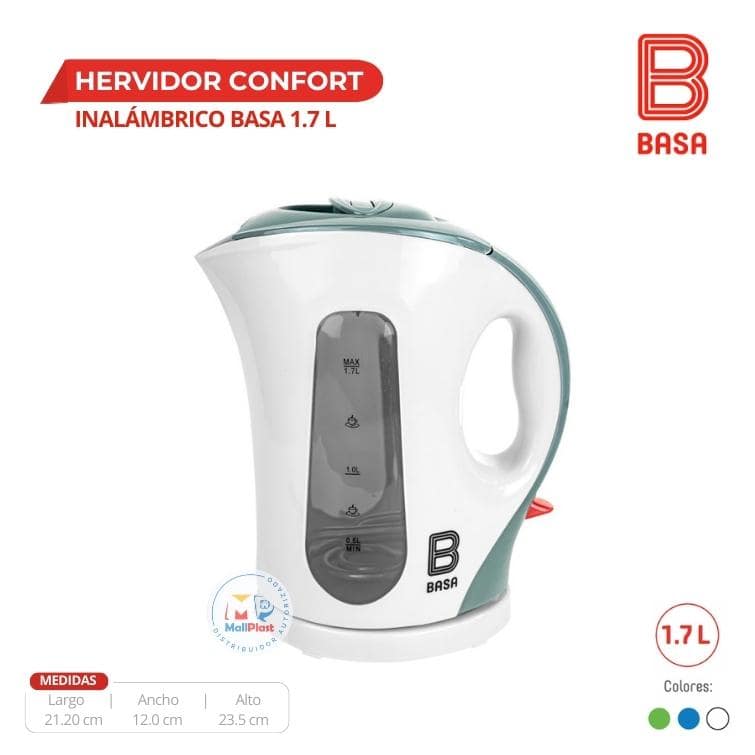 HERVIDOR CONFORT
INALÁMBRICO BASA 1.7 L
B
BASA
MAX
1.7L
1.0L
0.5L
MIN
B
BASA
MallPlast
DISTRIBUIDOR AUTORIZADO
1.7 L
Colores:
MEDIDAS
Largo | Ancho | Alto
21.20 cm | 12.0 cm | 23.5 cm